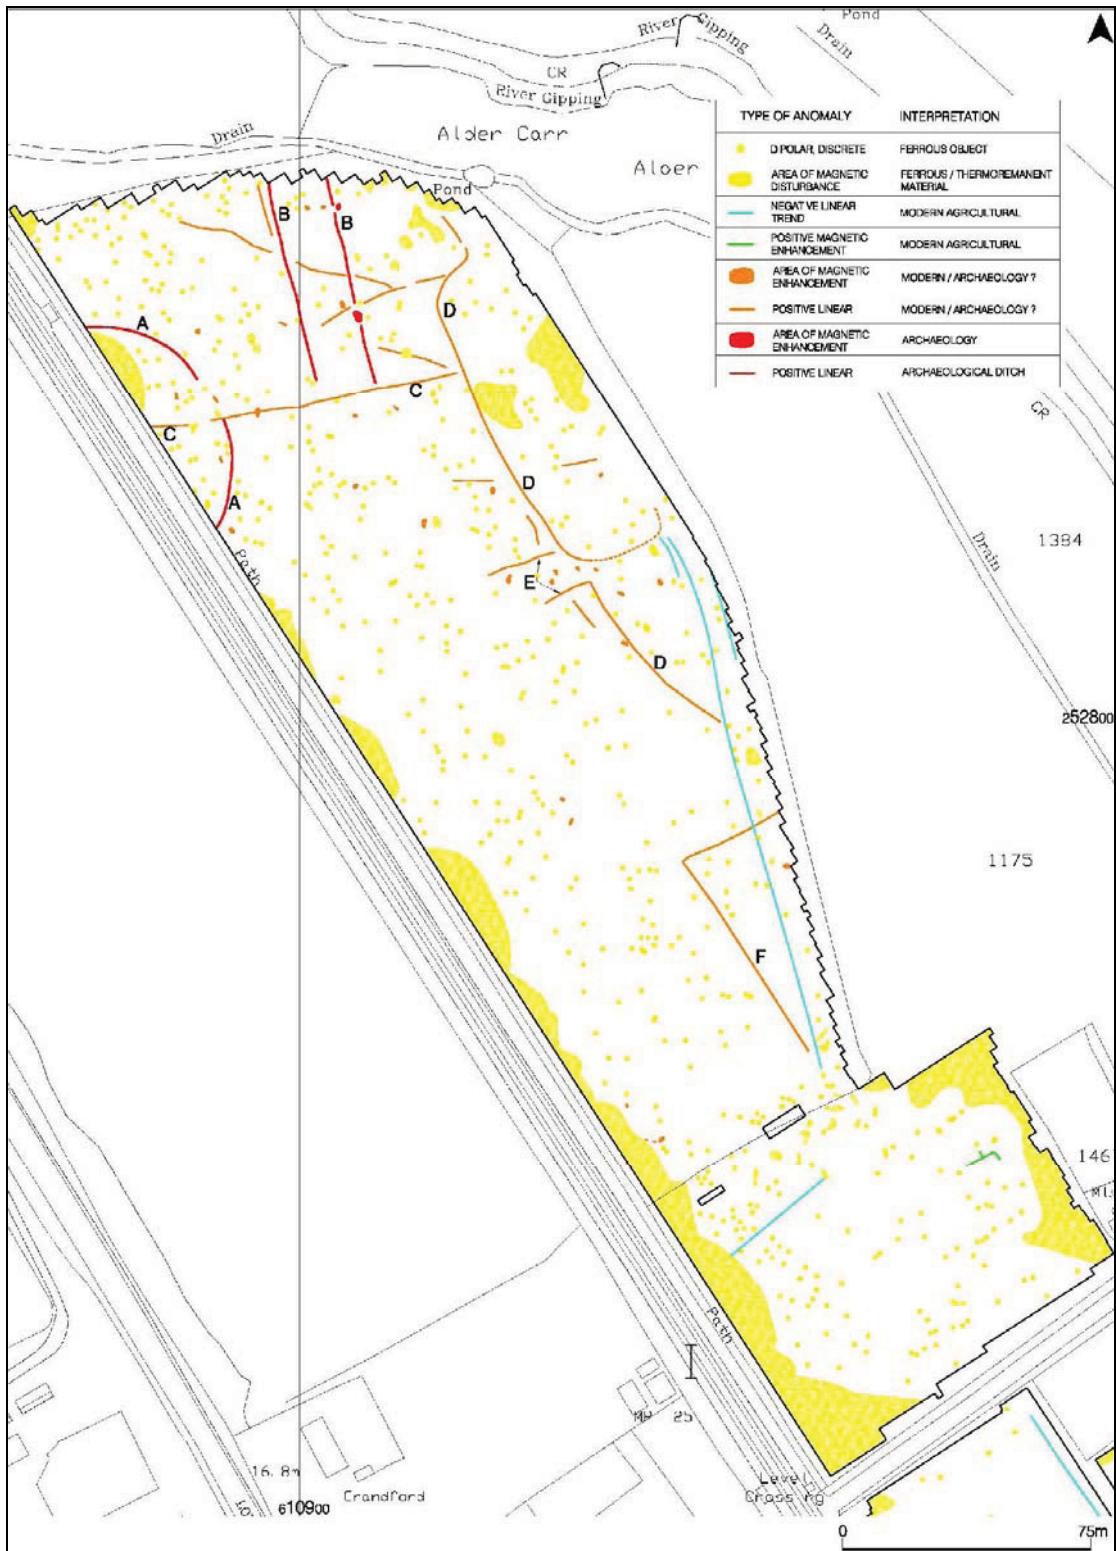 Pond
River Gipping
Drain
CR
River Gipping
Drain
Alder Carr
Aloer
Pond
TYPE OF ANOMALY INTERPRETATION
DIPOLAR, DISCRETE FERROUS OBJECT
AREA OF MAGNETIC DISTURBANCE FERROUS / THERMOREMANENT MATERIAL
NEGATIVE LINEAR TREND MODERN AGRICULTURAL
POSITIVE MAGNETIC ENHANCEMENT MODERN AGRICULTURAL
AREA OF MAGNETIC ENHANCEMENT MODERN / ARCHAEOLOGY ?
POSITIVE LINEAR MODERN / ARCHAEOLOGY ?
AREA OF MAGNETIC ENHANCEMENT ARCHAEOLOGY
POSITIVE LINEAR ARCHAEOLOGICAL DITCH
B
B
D
A
C
C
CR
D
A
Path
1384
Drain
E
D
252800
1175
F
146
Path
MP 25
16.8m
Crandford
Level
Crossing
610900
0 75m